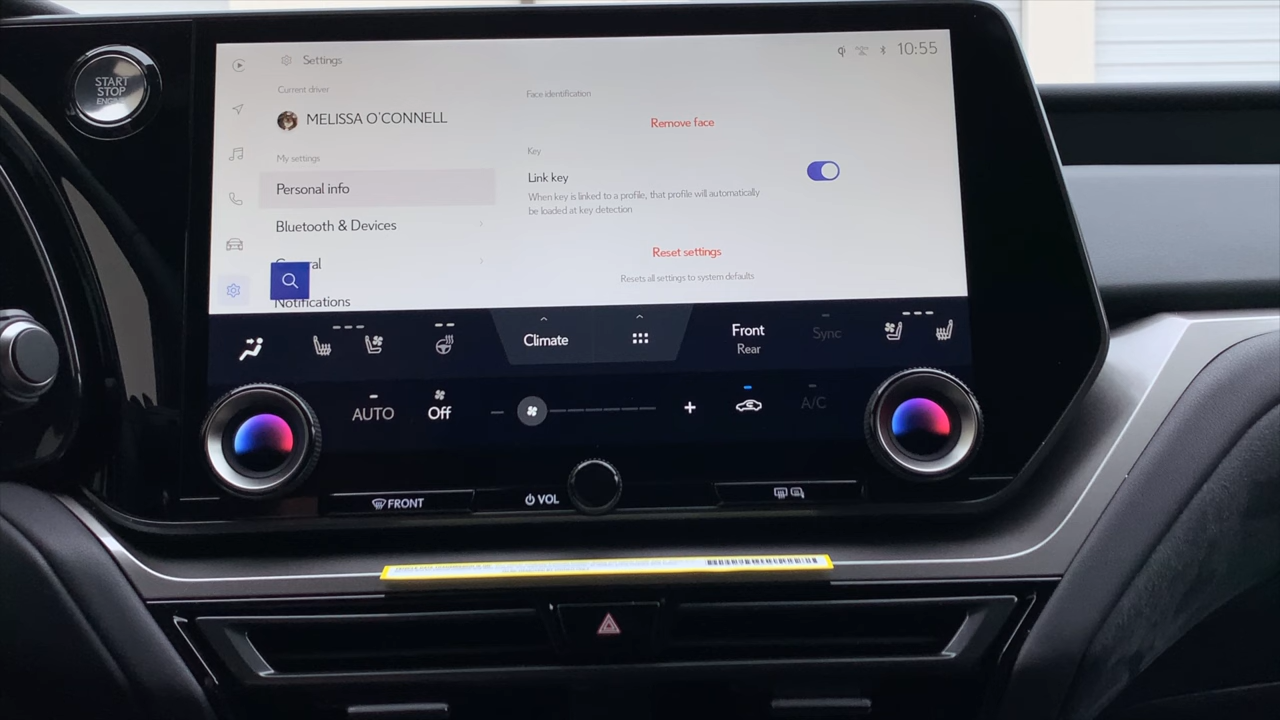 START
STOP
ENGINE
Settings
10:55
Current driver
MELISSA O'CONNELL
My settings
Personal info
Bluetooth & Devices
Notifications
Face identification
Remove face
Key
Link key
When key is linked to a profile, that profile will automatically
be loaded at key detection
Reset settings
Resets all settings to system defaults
Climate
Front
Rear
Sync
AUTO
Off
A/C
FRONT
VOL